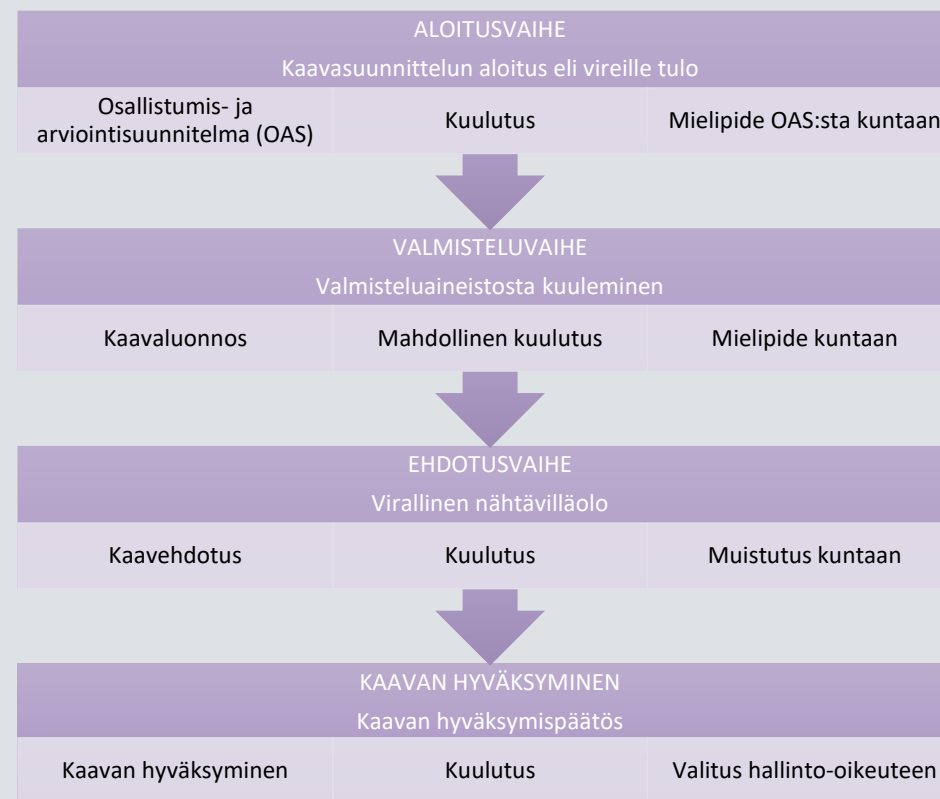 ALOITUSVAIHE
Kaavasuunnittelun aloitus eli vireille tulo
Osallistumis- ja
arviointisuunnitelma (OAS)
Kuulutus
Mielipide OAS:sta kuntaan
VALMISTELUVAIHE
Valmisteluaineistosta kuuleminen
Kaavaluonnos
Mahdollinen kuulutus
Mielipide kuntaan
EHDOTUSVAIHE
Virallinen nähtävilläolo
Kaavehdotus
Kuulutus
Muistutus kuntaan
KAAVAN HYVÄKSYMINEN
Kaavan hyväksymispäätös
Kaavan hyväksyminen
Kuulutus
Valitus hallinto-oikeuteen